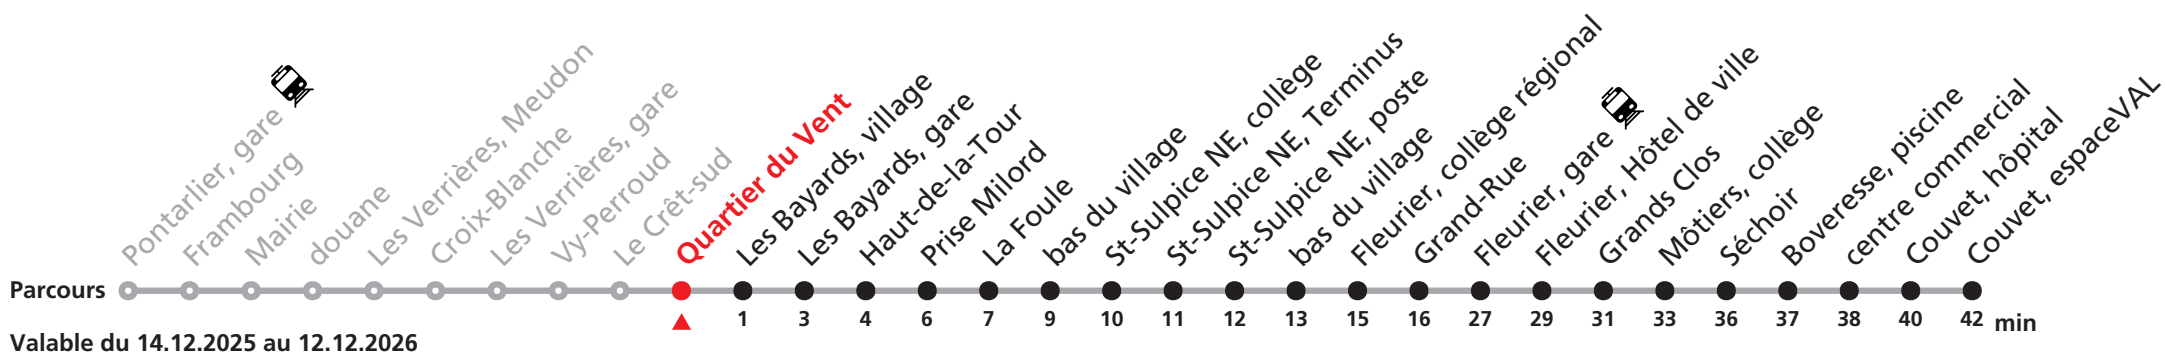 Pontarlier, gare
Frambourg
Mairie
douane
Les Verrières, Meudon
Croix-Blanche
Les Verrières, gare
Vy-Perroud
Le Crêt-sud
Quartier du Vent
Les Bayards, village
Les Bayards, gare
Haut-de-la-Tour
Prise Milord
La Foule
bas du village
St-Sulpice NE, collège
St-Sulpice NE, Terminus
St-Sulpice NE, poste
bas du village
Fleurier, collège régional
Grand-Rue
Fleurier, gare
Fleurier, Hôtel de ville
Grands Clos
Môtiers, collège
Séchoir
Boveresse, piscine
centre commercial
Couvet, hôpital
Couvet, espaceVAL
Parcours
1 3 4 6 7 9 10 11 12 13 15 16 27 29 31 33 36 37 38 40 42 min
Valable du 14.12.2025 au 12.12.2026